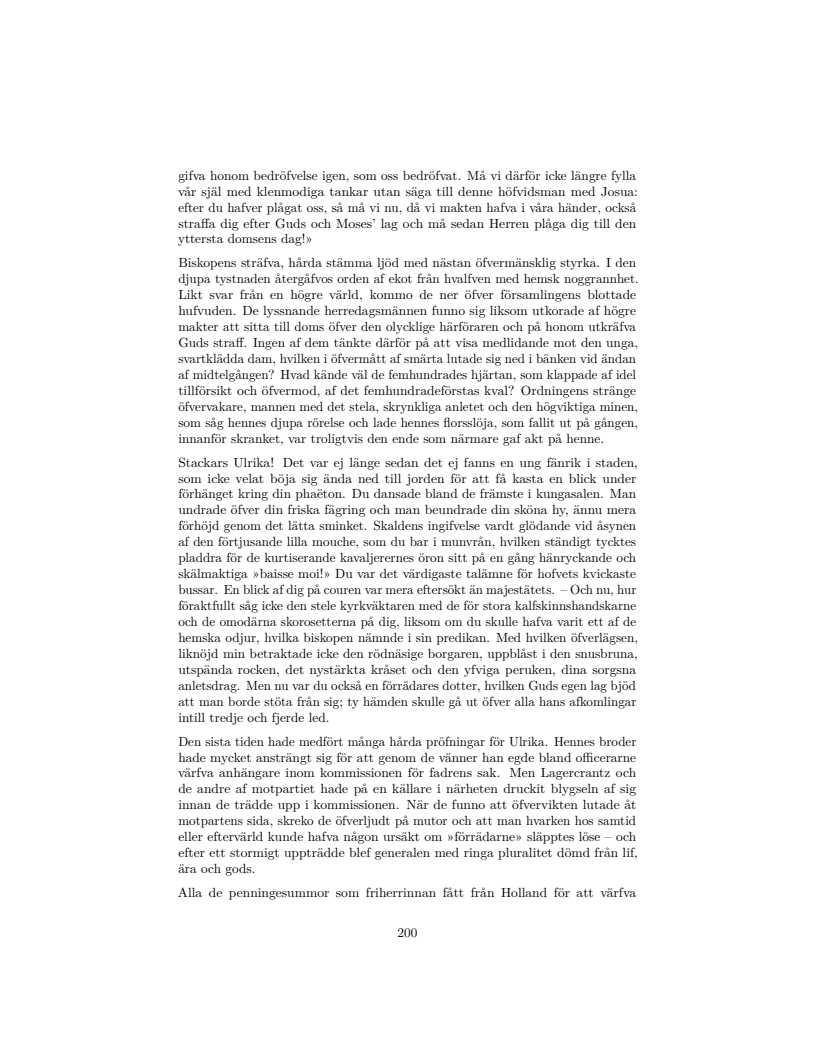 gifva honom bedröfvelse igen, som oss bedröfvat. Må vi därför icke längre fylla
vår själ med klenmodiga tankar utan säga till denne höfvidsman med Josua:
efter du hafver plågat oss, så må vi nu, då vi makten hafva i våra händer, också
straffa dig efter Guds och Moses’ lag och må sedan Herren plåga dig till den
yttersta domsens dag!»
Biskopens sträfva, hårda stämma ljöd med nästan öfvermänsklig styrka. I den
djupa tystnaden återgåfvos orden af ekot från hvalfven med hemsk noggrannhet.
Likt svar från en högre värld, kommo de ner öfver församlingens blottade
hufvuden. De lyssnande herredagsmännen funno sig liksom utkorade af högre
makter att sitta till doms öfver den olycklige härföraren och på honom utkräfva
Guds straff. Ingen af dem tänkte därför på att visa medlidande mot den unga,
svartklädda dam, hvilken i öfvermått af smärta lutade sig ned i bänken vid ändan
af midtelgången? Hvad kände väl de femhundrades hjärtan, som klappade af idel
tillförsikt och öfvermod, af det femhundradeförstas kval? Ordningens stränge
öfvervakare, mannen med det stela, skrynkliga anletet och den högviktiga minen,
som såg hennes djupa rörelse och lade hennes florsslöja, som fallit ut på gången,
innanför skranket, var troligtvis den ende som närmare gaf akt på henne.
Stackars Ulrika! Det var ej länge sedan det ej fanns en ung fänrik i staden,
som icke velat böja sig ända ned till jorden för att få kasta en blick under
förhänget kring din phaëton. Du dansade bland de främste i kungasalen. Man
undrade öfver din friska fägring och man beundrade din sköna hy, ännu mera
förhöjd genom det lätta sminket. Skaldens ingifvelse vardt glödande vid åsynen
af den förtjusande lilla mouche, som du bar i munvrån, hvilken ständigt tycktes
pladdra för de kurtiserande kavaljerernes öron sitt på en gång hänryckande och
skälmaktiga »baisse moi!» Du var det värdigaste talämne för hofvets kvickaste
bussar. En blick af dig på couren var mera eftersökt än majestätets. – Och nu, hur
föraktfullt såg icke den stele kyrkväktaren med de för stora kalfskinnshandskarne
och de omodärna skorosetterna på dig, liksom om du skulle hafva varit ett af de
hemska odjur, hvilka biskopen nämnde i sin predikan. Med hvilken öfverlägsen,
liknöjd min betraktade icke den rödnäsige borgaren, uppblåst i den snusbruna,
utspända rocken, det nystärkta kråset och den yfviga peruken, dina sorgsna
anletsdrag. Men nu var du också en förrädares dotter, hvilken Guds egen lag bjöd
att man borde stöta från sig; ty hämden skulle gå ut öfver alla hans afkomlingar
intill tredje och fjerde led.
Den sista tiden hade medfört många hårda pröfningar för Ulrika. Hennes broder
hade mycket ansträngt sig för att genom de vänner han egde bland officerarne
värfva anhängare inom kommissionen för fadrens sak. Men Lagercrantz och
de andre af motpartiet hade på en källare i närheten druckit blygseln af sig
innan de trädde upp i kommissionen. När de funno att öfvervikten lutade åt
motpartens sida, skreko de öfverljudt på mutor och att man hvarken hos samtid
eller eftervärld kunde hafva någon ursäkt om »förrädarne» släpptes löse – och
efter ett stormigt uppträdde blef generalen med ringa pluralitet dömd från lif,
ära och gods.
Alla de penningesummor som friherrinnan fått från Holland för att värfva
200